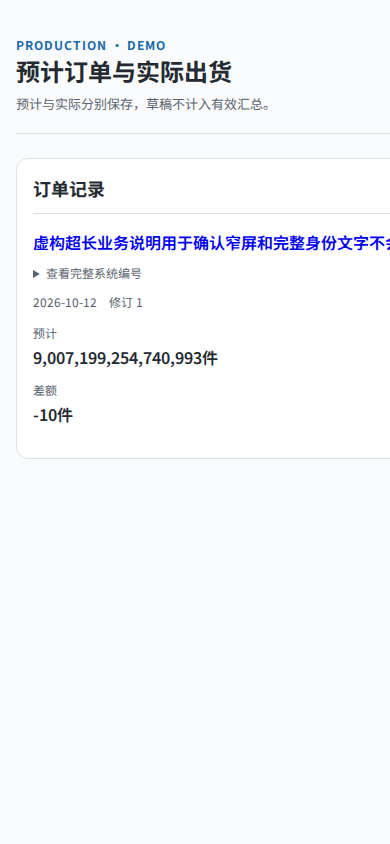 PRODUCTION · DEMO
预计订单与实际出货
预计与实际分别保存，草稿不计入有效汇总。
订单记录
虚构超长业务说明用于确认窄屏和完整身份文字不
查看完整系统编号
2026-10-12 修订 1
预计
9,007,199,254,740,993件
差额
-10件